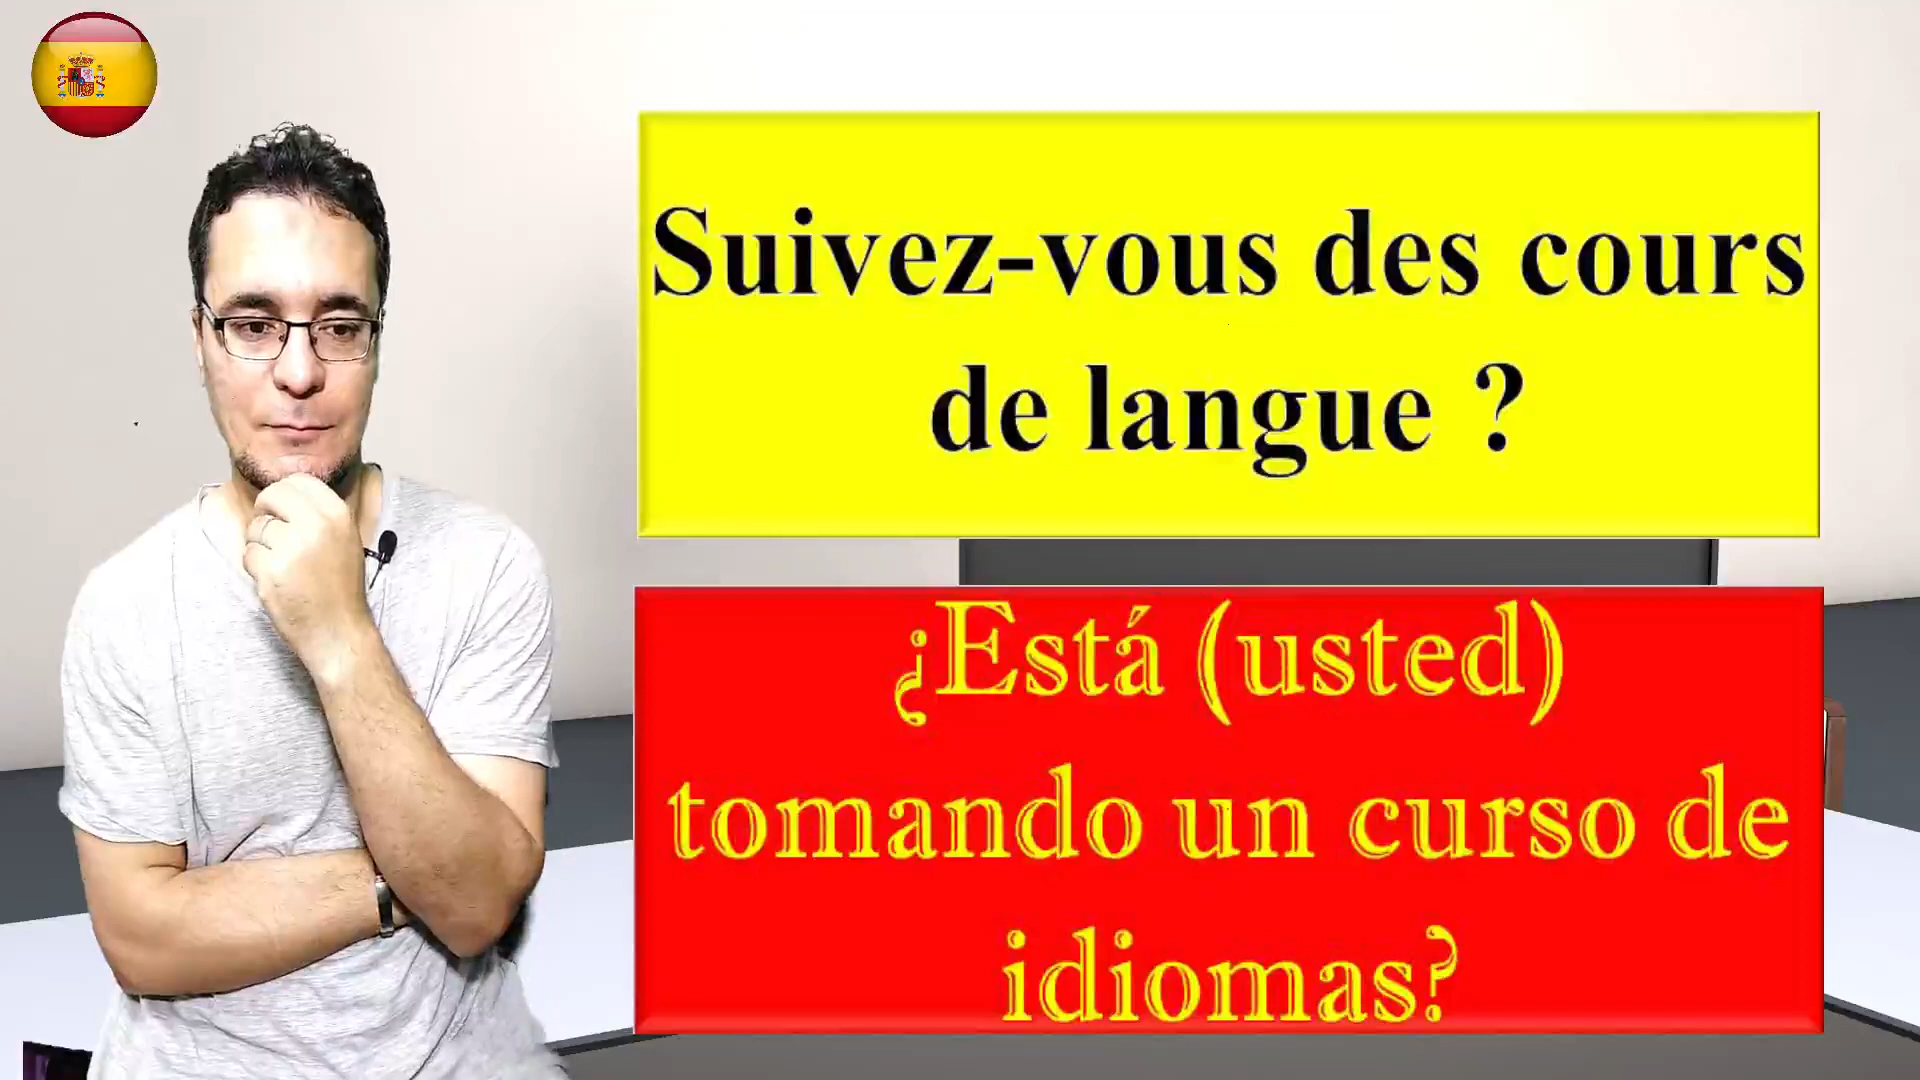 Suivez-vous des cours
de langue ?
¿Está (usted)
tomando un curso de
idiomas?